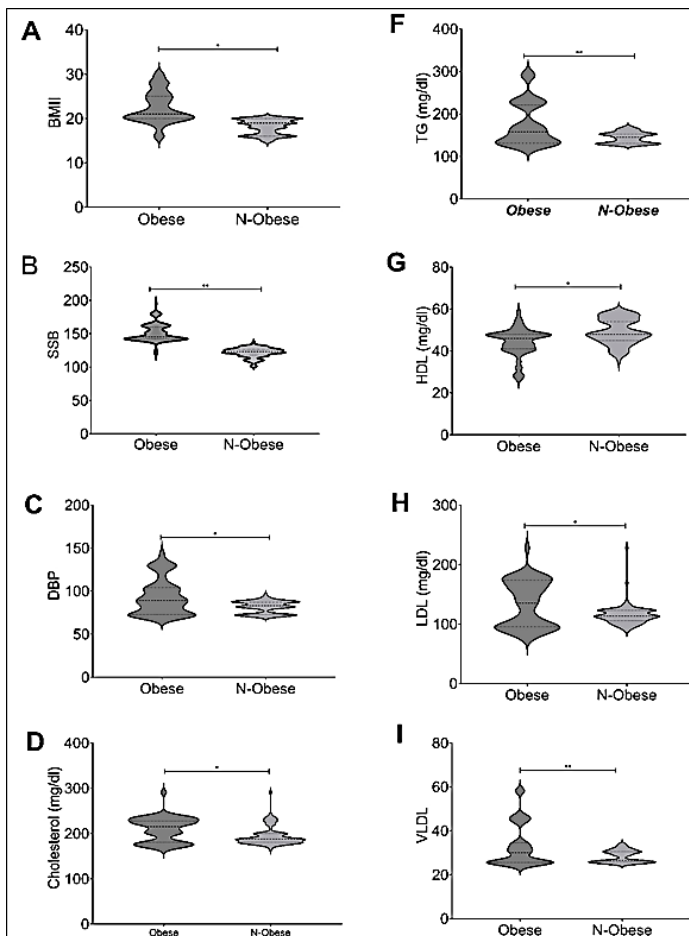 A
BMII
40
30
20
10
0
*
Obese N-Obese
B
SSB
250
200
150
100
50
0
**
Obese N-Obese
C
DBP
200
150
100
50
0
*
Obese N-Obese
D
Cholesterol (mg/dl)
400
300
200
100
0
*
Obese N-Obese
F
TG (mg/dl)
400
300
200
100
0
**
Obese N-Obese
G
HDL (mg/dl)
80
60
40
20
0
*
Obese N-Obese
H
LDL (mg/dl)
300
200
100
0
*
Obese N-Obese
I
VLDL
80
60
40
20
0
**
Obese N-Obese